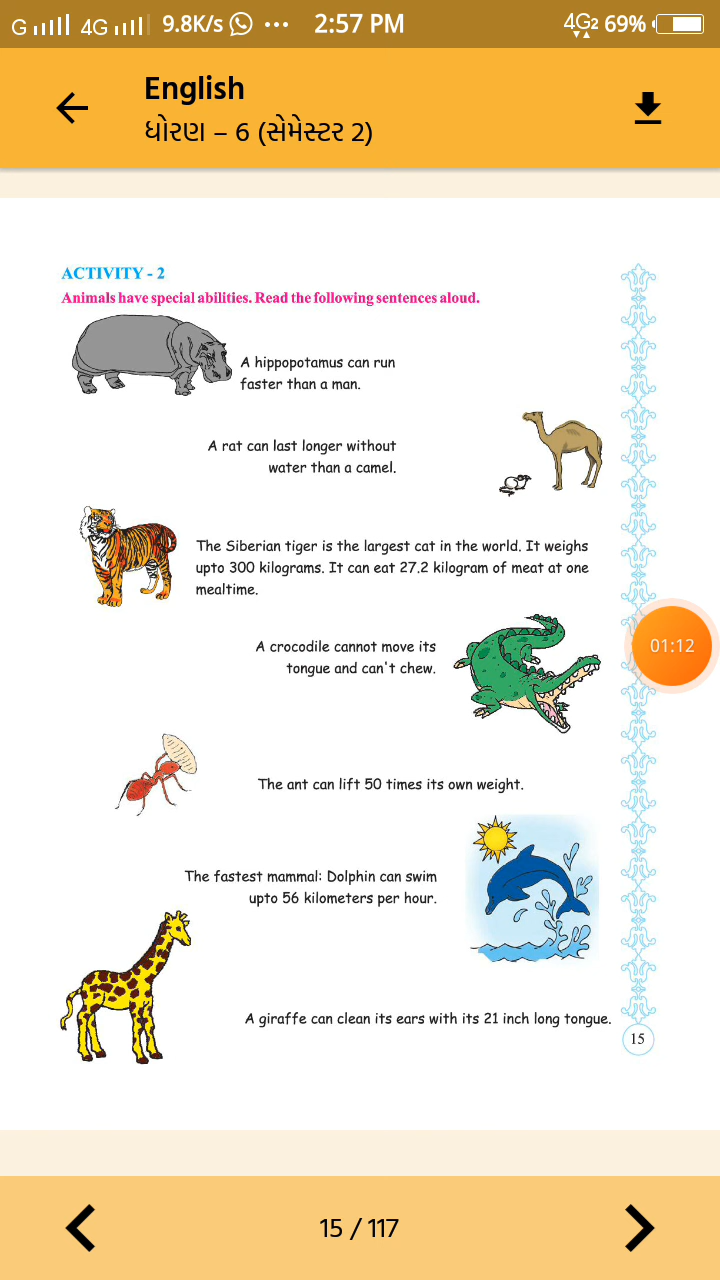 G 4G 9.8K/s ••• 2:57 PM 4G2 69%
English
ધોરણ – 6 (સેમેસ્ટર 2)
ACTIVITY - 2
Animals have special abilities. Read the following sentences aloud.
A hippopotamus can run
faster than a man.
A rat can last longer without
water than a camel.
The Siberian tiger is the largest cat in the world. It weighs
upto 300 kilograms. It can eat 27.2 kilogram of meat at one
mealtime.
A crocodile cannot move its
tongue and can't chew.
01:12
The ant can lift 50 times its own weight.
The fastest mammal: Dolphin can swim
upto 56 kilometers per hour.
A giraffe can clean its ears with its 21 inch long tongue.
15
15 / 117